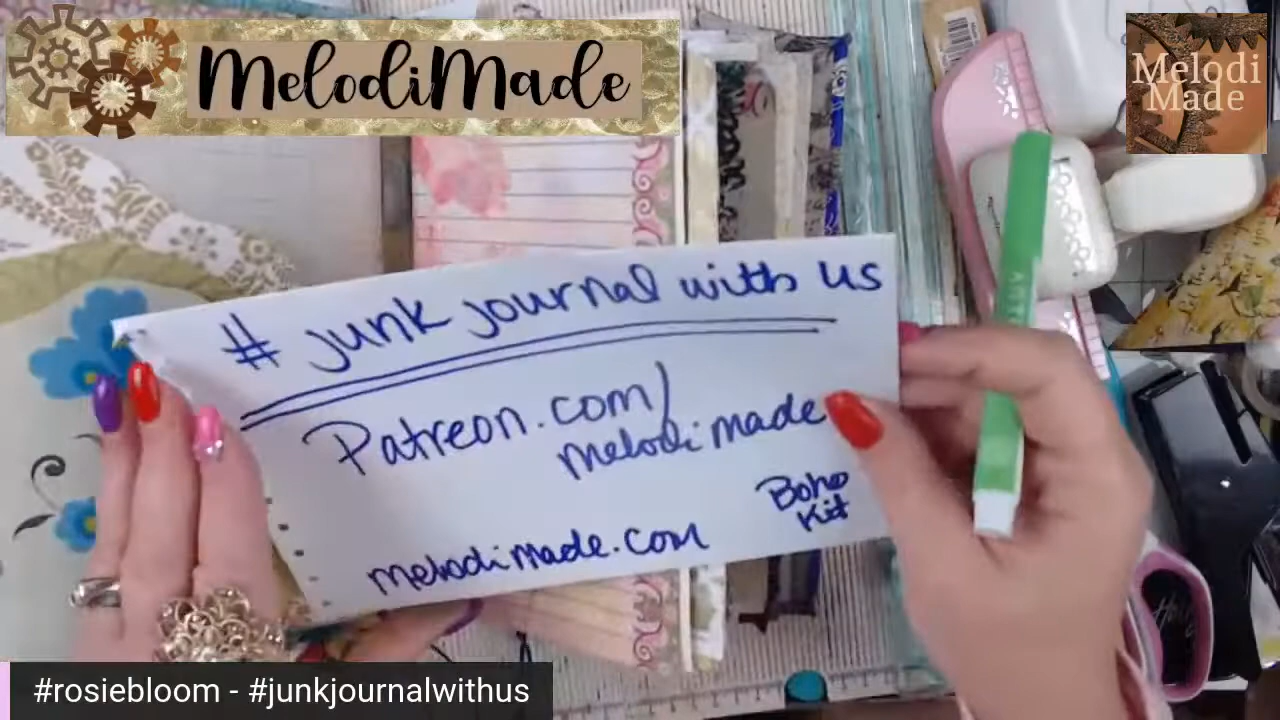 MelodiMade
Melodi
Made
# junk journal with us
Patreon.com/
melodimade
Boho
Kit
melodimade.com
#rosiebloom - #junkjournalwithus